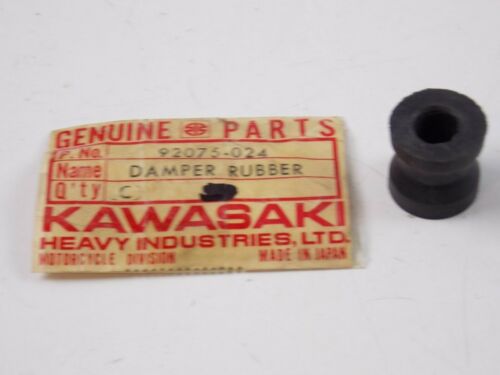 GENUINE PARTS
P. No. 92075-024
Name DAMPER RUBBER
Q'ty C
KAWASAKI
HEAVY INDUSTRIES, LTD.
MOTORCYCLE DIVISION MADE IN JAPAN